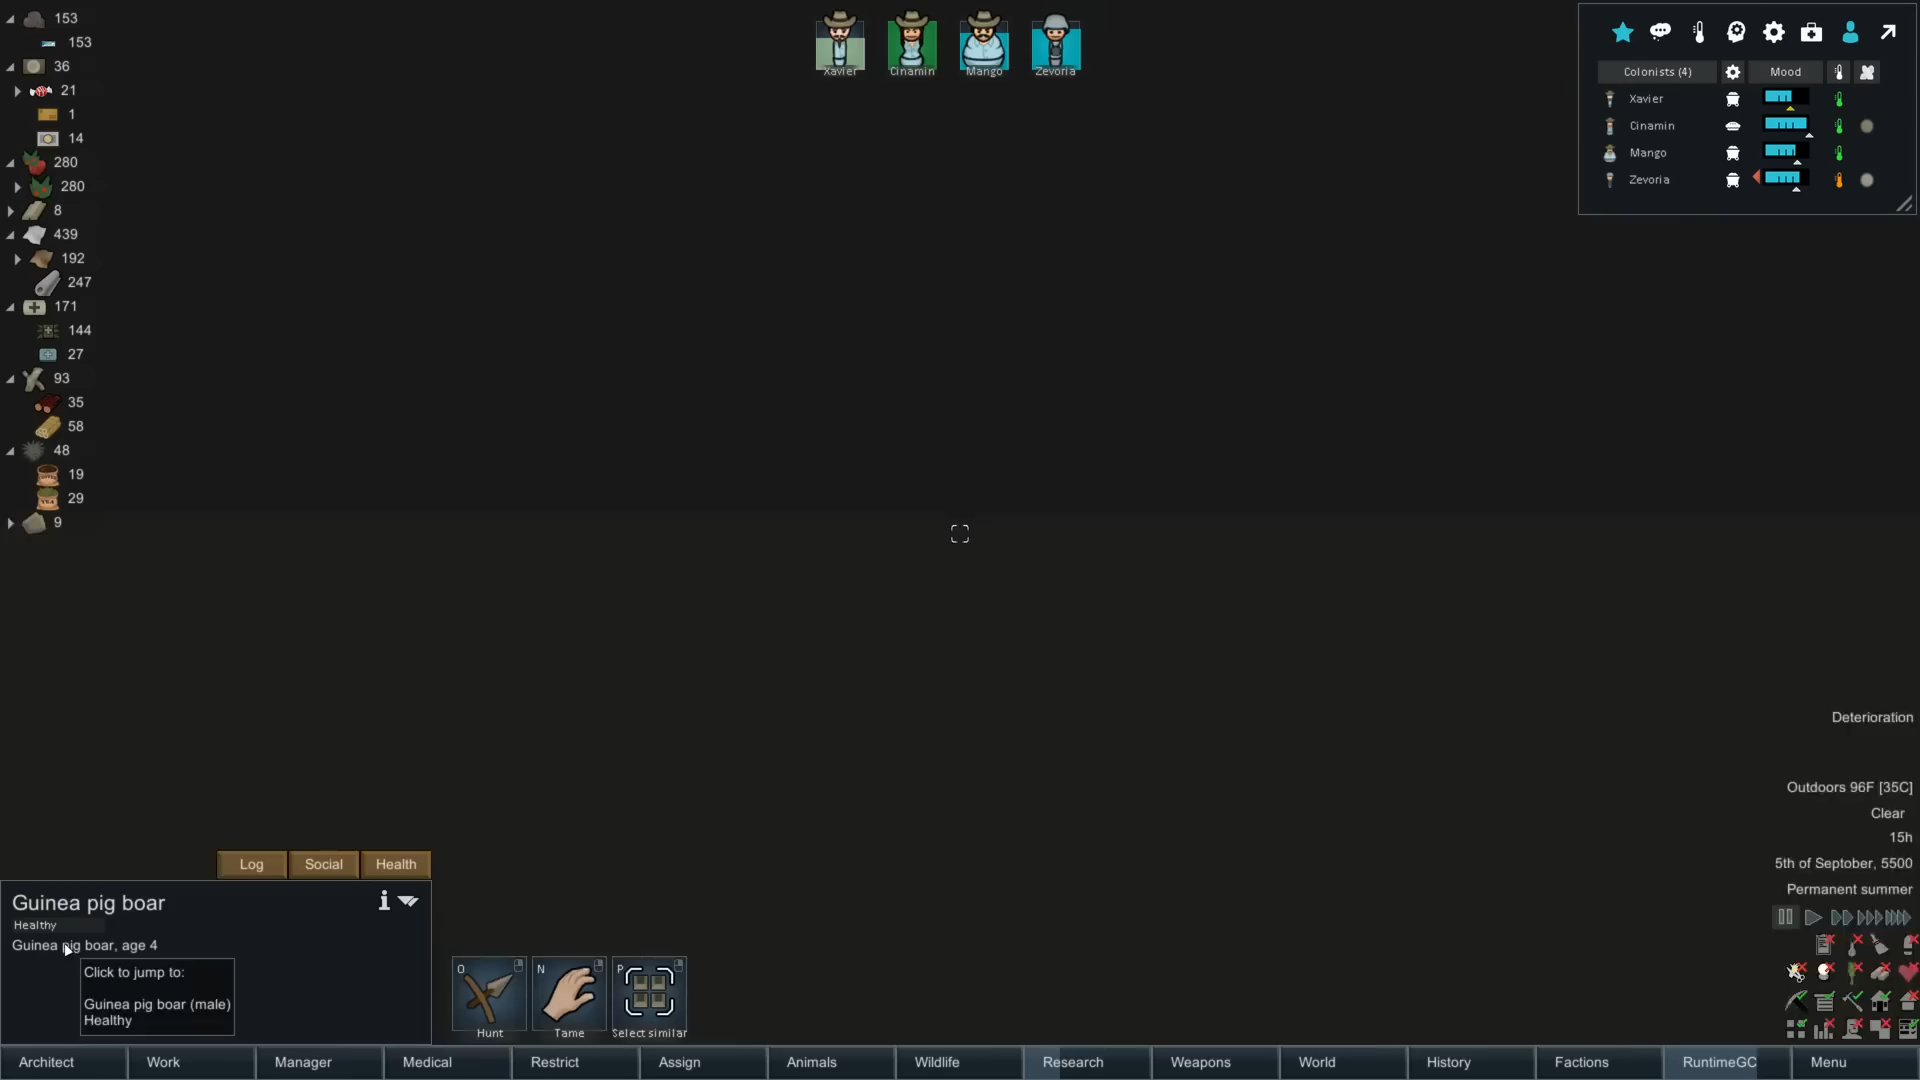 153
153
36
21
1
14
280
280
8
439
192
247
171
144
27
93
35
58
48
19
29
9
Xavier
Cinamin
Mango
Zevoria
Colonists (4)
Mood
Xavier
Cinamin
Mango
Zevoria
Deterioration
Outdoors 96F [35C]
Clear
15h
5th of Septober, 5500
Permanent summer
Log
Social
Health
Guinea pig boar
Healthy
Guinea pig boar, age 4
Click to jump to:
Guinea pig boar (male)
Healthy
O
Hunt
N
Tame
P
Select similar
Architect
Work
Manager
Medical
Restrict
Assign
Animals
Wildlife
Research
Weapons
World
History
Factions
RuntimeGC
Menu